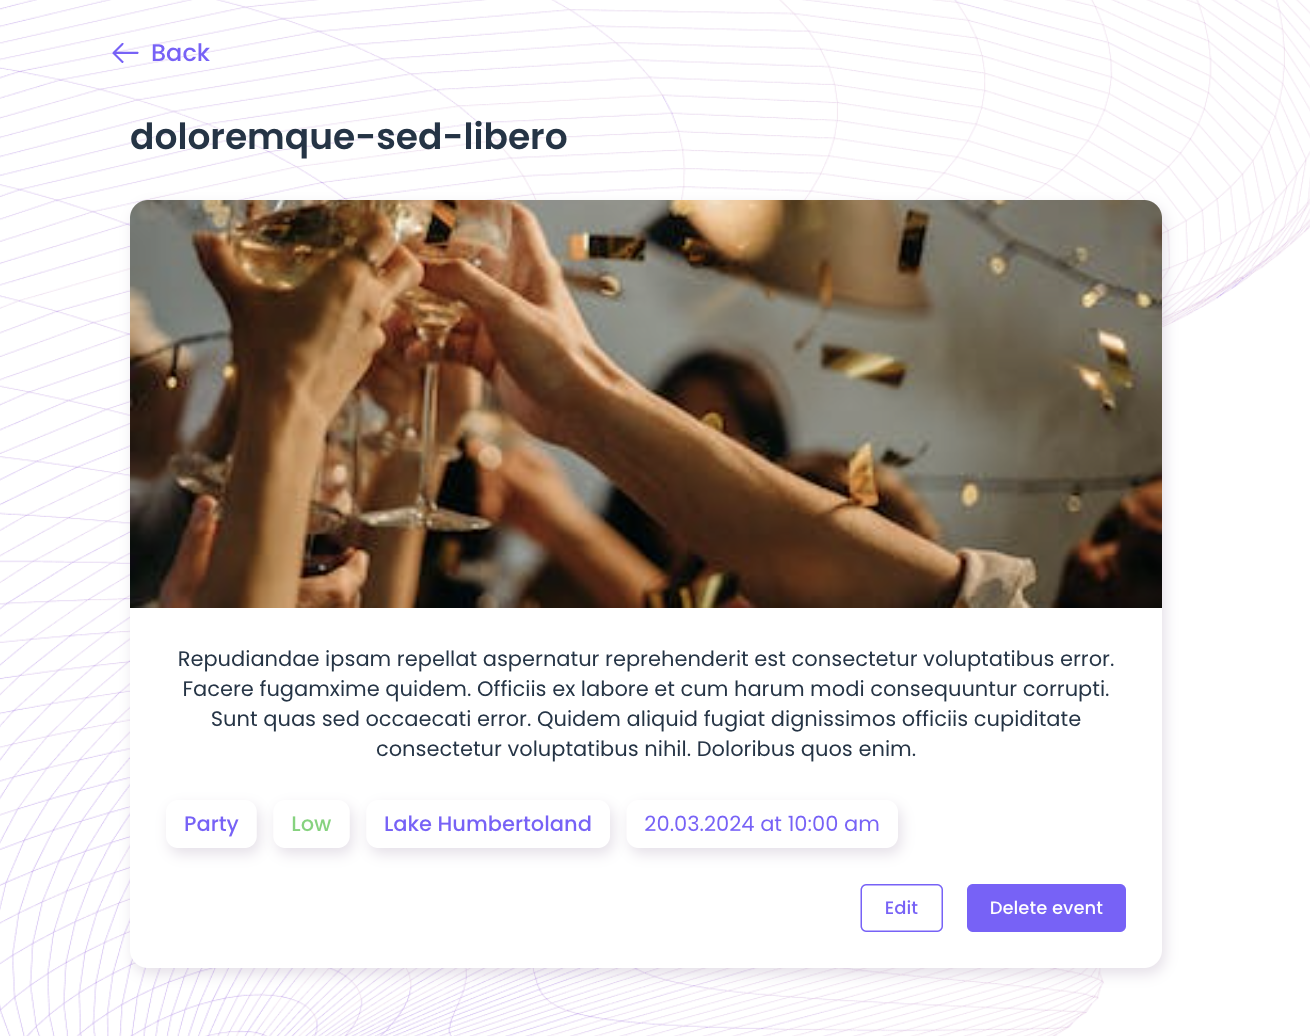 Back
doloremque-sed-libero
Repudiandae ipsam repellat aspernatur reprehenderit est consectetur voluptatibus error.
Facere fugamxime quidem. Officiis ex labore et cum harum modi consequuntur corrupti.
Sunt quas sed occaecati error. Quidem aliquid fugiat dignissimos officiis cupiditate
consectetur voluptatibus nihil. Doloribus quos enim.
Party
Low
Lake Humbertoland
20.03.2024 at 10:00 am
Edit
Delete event